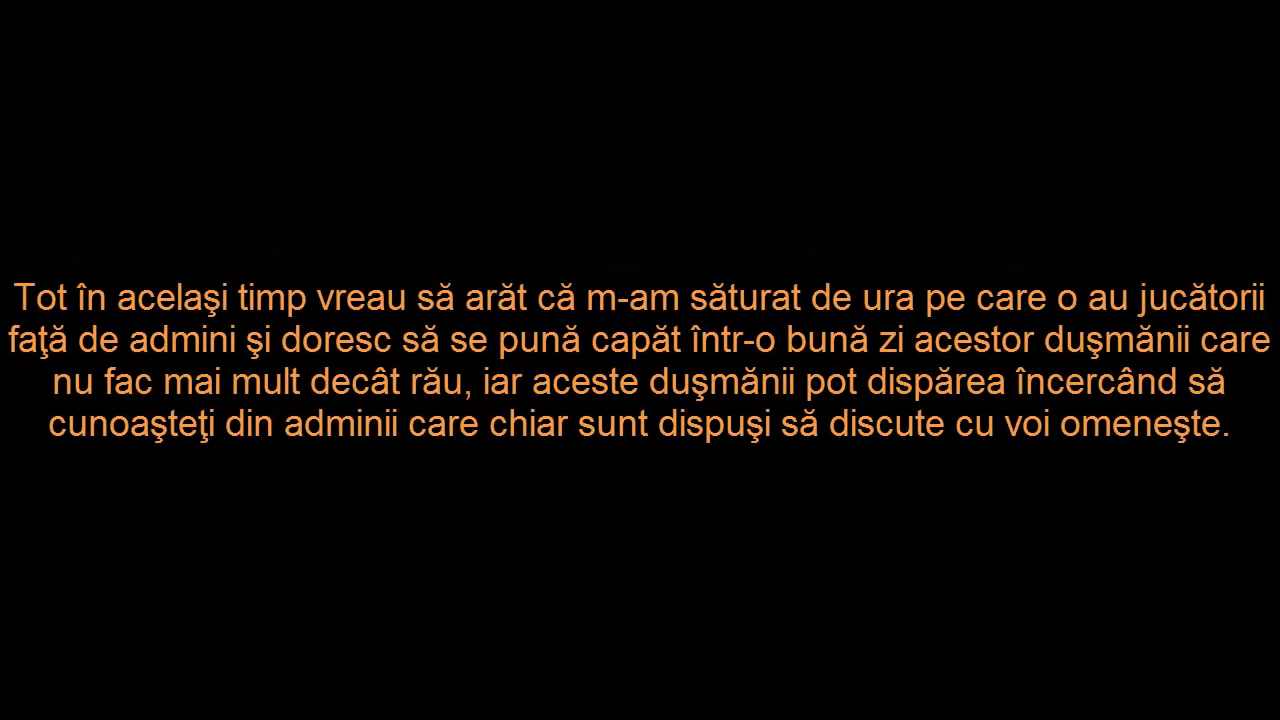 Tot în acelaşi timp vreau să arăt că m-am săturat de ura pe care o au jucătorii
faţă de admini şi doresc să se pună capăt într-o bună zi acestor duşmănii care
nu fac mai mult decât rău, iar aceste duşmănii pot dispărea încercând să
cunoaşteţi din adminii care chiar sunt dispuşi să discute cu voi omeneşte.